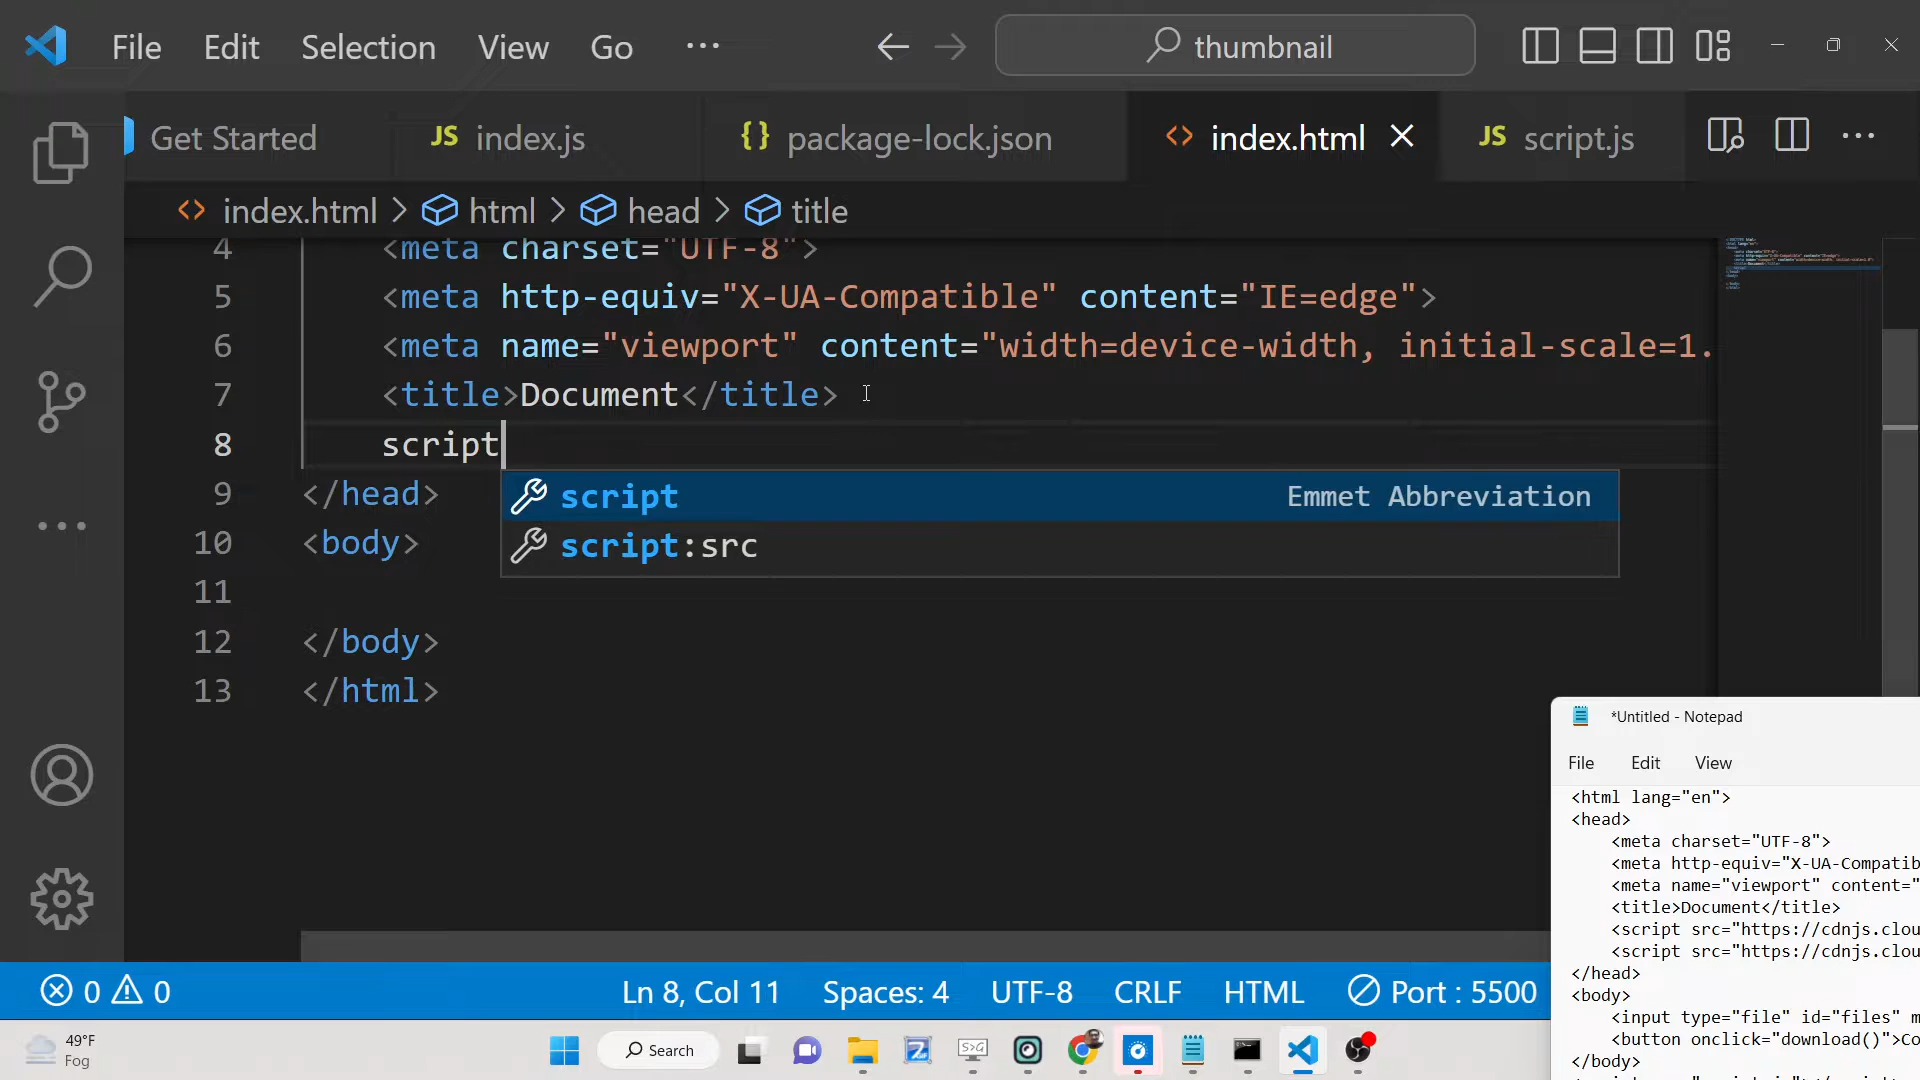 File Edit Selection View Go ··· thumbnail
Get Started JS index.js {} package-lock.json <> index.html JS script.js
<> index.html > html > head > title
4 <meta charset="UTF-8">
5 <meta http-equiv="X-UA-Compatible" content="IE=edge">
6 <meta name="viewport" content="width=device-width, initial-scale=1.
7 <title>Document</title>
8 script
script Emmet Abbreviation
9 </head>
script:src
10 <body>
11
12 </body>
13 </html>
*Untitled - Notepad
File Edit View
<html lang="en">
<head>
<meta charset="UTF-8">
<meta http-equiv="X-UA-Compatib
<meta name="viewport" content="
<title>Document</title>
<script src="https://cdnjs.clou
<script src="https://cdnjs.clou
</head>
<body>
<input type="file" id="files" m
<button onclick="download()">Co
</body>
0 0 Ln 8, Col 11 Spaces: 4 UTF-8 CRLF HTML Port : 5500
49°F
Fog
Search